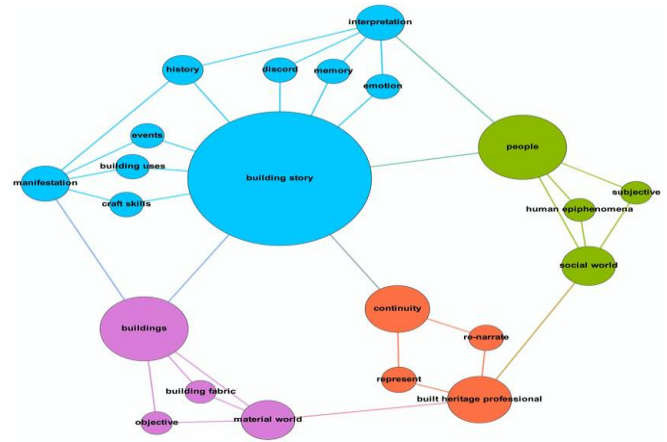 interpretation
history
discord
memory
emotion
events
people
building uses
manifestation
building story
subjective
craft skills
human epiphenomena
social world
continuity
buildings
re-narrate
represent
building fabric
built heritage professional
objective
material world